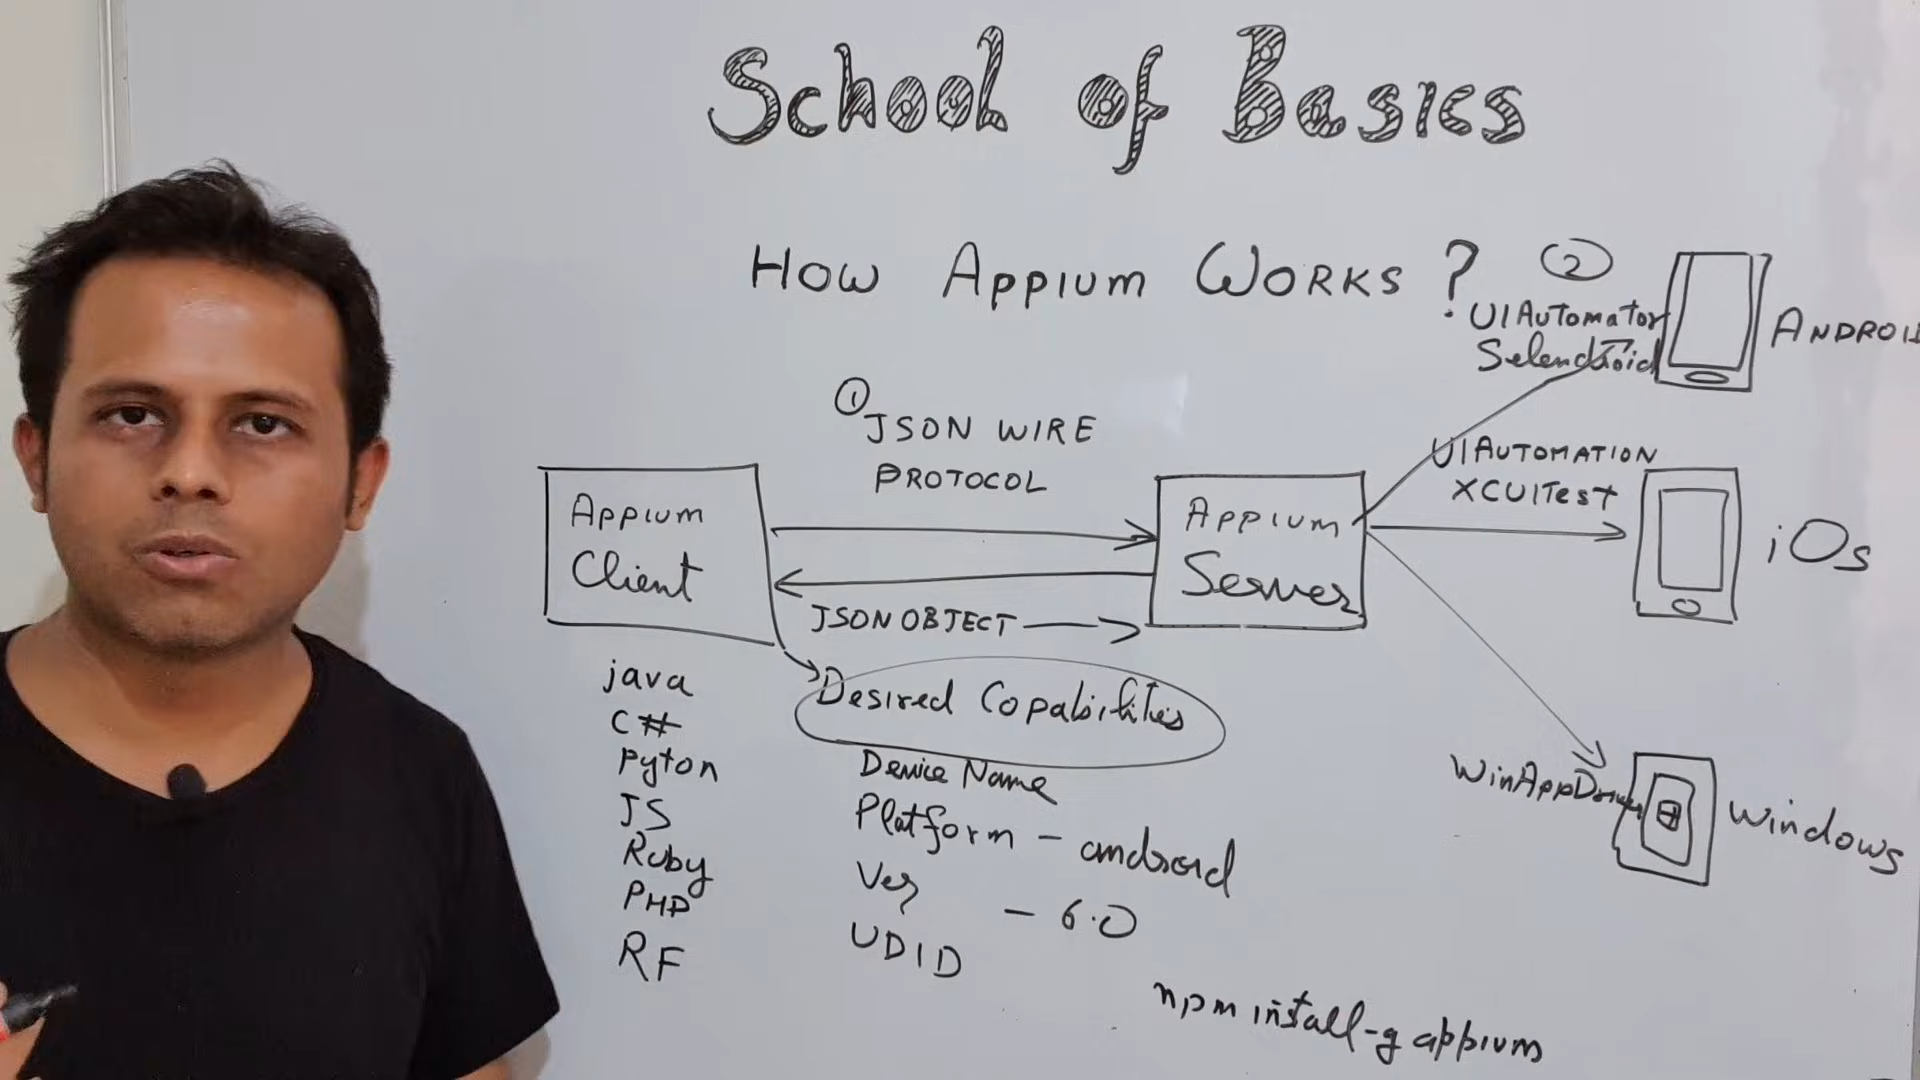 School of Basics
How Appium Works ?
②
UIAutomator
Selendroid
ANDROI
①
JSON WIRE
PROTOCOL
UIAUTOMATION
XCUITest
iOs
Appium
Client
Appium
Server
JSON OBJECT
java
C#
Pyton
JS
Ruby
PHP
RF
Desired Capabilities
Device Name
Platform - android
Ver - 6.0
UDID
WinAppDriver
Windows
npm install -g appium